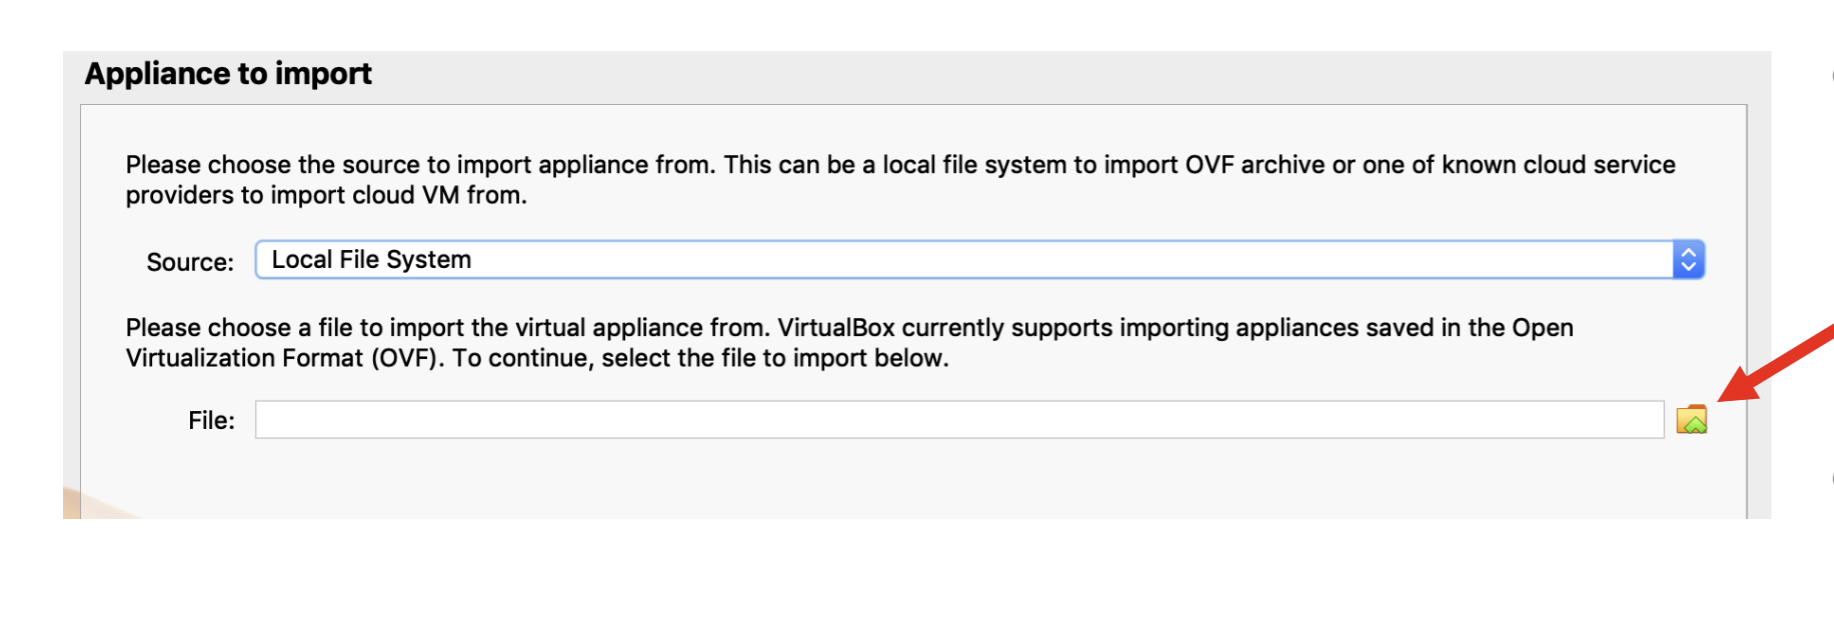 Appliance to import
Please choose the source to import appliance from. This can be a local file system to import OVF archive or one of known cloud service
providers to import cloud VM from.
Source: Local File System
Please choose a file to import the virtual appliance from. VirtualBox currently supports importing appliances saved in the Open
Virtualization Format (OVF). To continue, select the file to import below.
File: